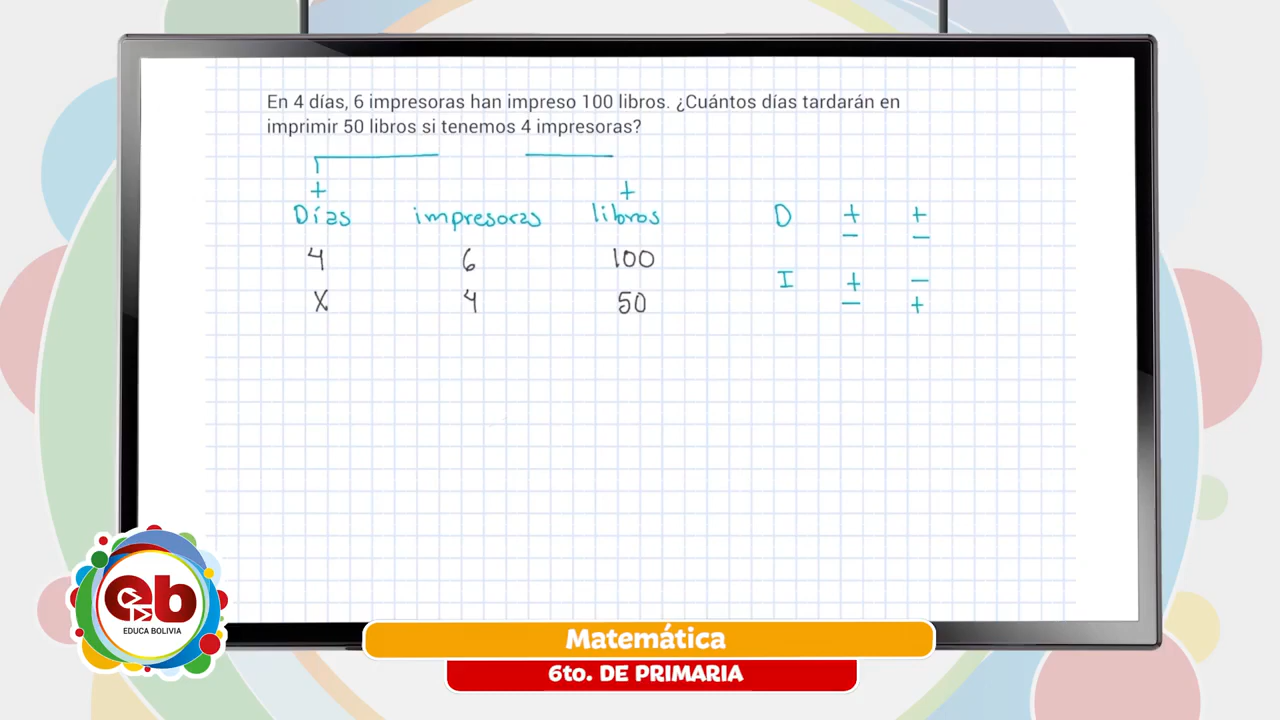 En 4 días, 6 impresoras han impreso 100 libros. ¿Cuántos días tardarán en
imprimir 50 libros si tenemos 4 impresoras?
+ +
Días impresoras libros D + +
— —
4 6 100
I + —
X 4 50 — +
eb
EDUCA BOLIVIA
Matemática
6to. DE PRIMARIA